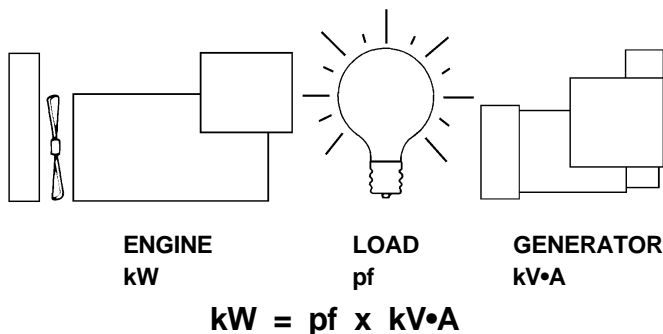 ENGINE LOAD GENERATOR
kW pf kV•A
kW = pf x kV•A